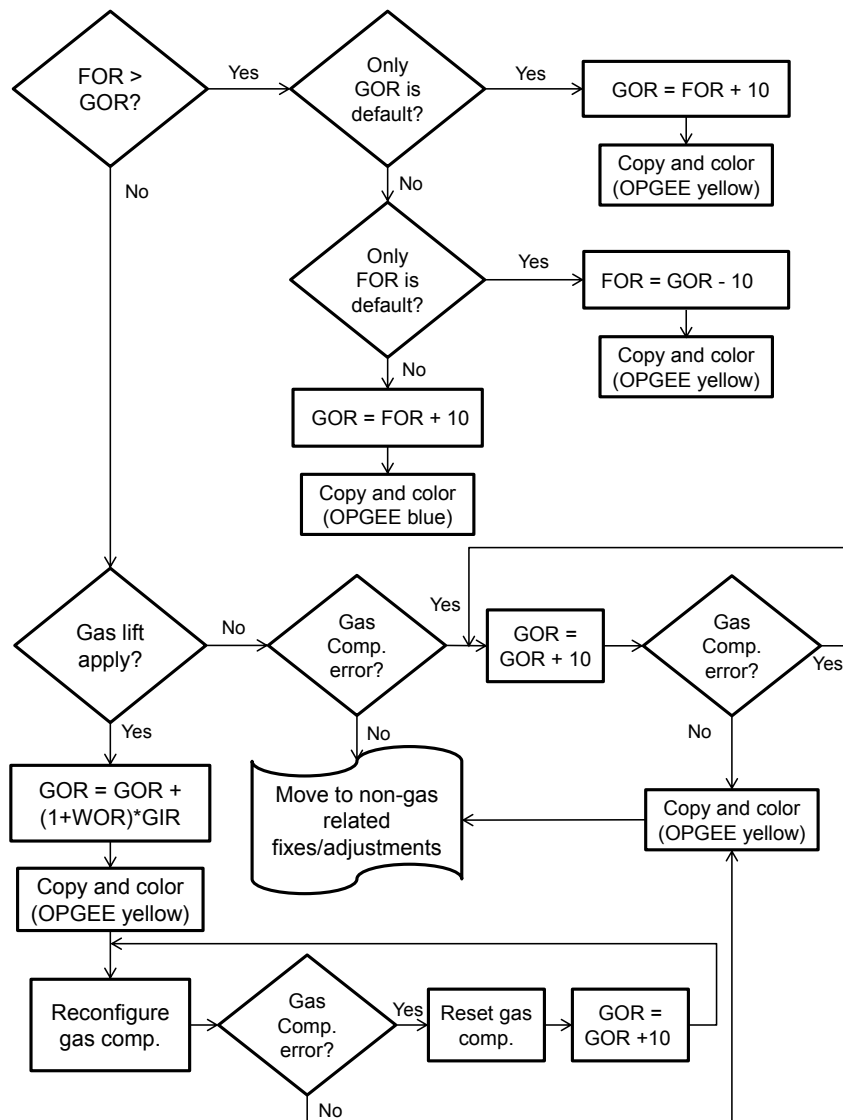 FOR >
GOR?
Yes
Only
GOR is
default?
Yes
GOR = FOR + 10
Copy and color
(OPGEE yellow)
No
No
Only
FOR is
default?
Yes
FOR = GOR - 10
Copy and color
(OPGEE yellow)
No
GOR = FOR + 10
Copy and color
(OPGEE blue)
Gas lift
apply?
No
Gas
Comp.
error?
Yes
GOR =
GOR + 10
Gas
Comp.
error?
Yes
Yes
No
No
GOR = GOR +
(1+WOR)*GIR
Move to non-gas
related
fixes/adjustments
Copy and color
(OPGEE yellow)
Copy and color
(OPGEE yellow)
Reconfigure
gas comp.
Gas
Comp.
error?
Yes
Reset gas
comp.
GOR =
GOR +10
No